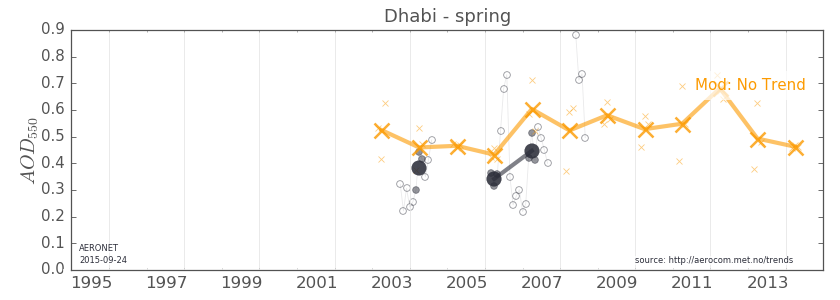 Dhabi - spring
0.9
0.8
0.7
0.6
0.5
0.4
0.3
0.2
0.1
0.0
AOD550
Mod: No Trend
AERONET
2015-09-24
source: http://aerocom.met.no/trends
1995 1997 1999 2001 2003 2005 2007 2009 2011 2013